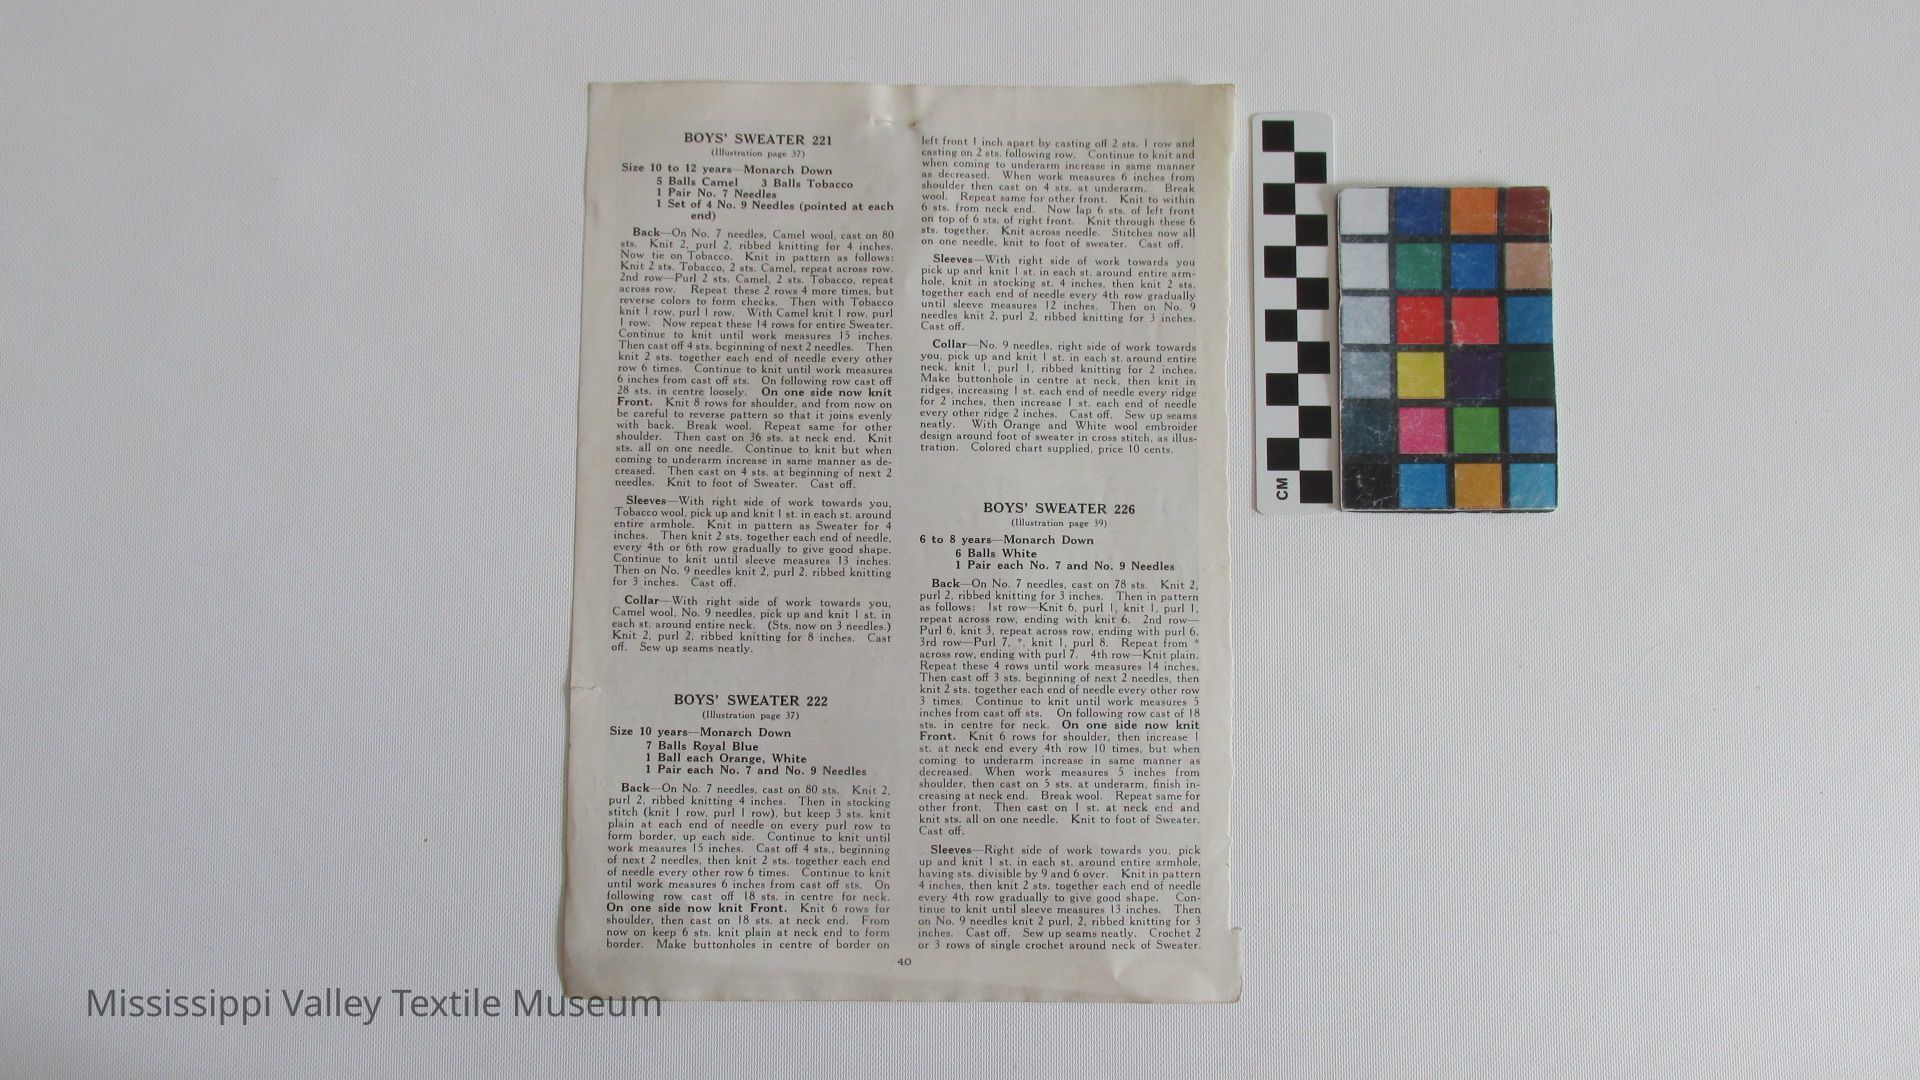 BOYS' SWEATER 221
(Illustration page 37)
Size 10 to 12 years—Monarch Down
5 Balls Camel 3 Balls Tobacco
1 Pair No. 7 Needles
1 Set of 4 No. 9 Needles (pointed at each
end)
Back—On No. 7 needles, Camel wool, cast on 80
sts. Knit 2, purl 2, ribbed knitting for 4 inches.
Now tie on Tobacco. Knit in pattern as follows:
Knit 2 sts. Tobacco, 2 sts. Camel, repeat across row.
2nd row—Purl 2 sts. Camel, 2 sts. Tobacco, repeat
across row. Repeat these 2 rows 4 more times, but
reverse colors to form checks. Then with Tobacco
knit 1 row, purl 1 row. With Camel knit 1 row, purl
1 row. Now repeat these 14 rows for entire Sweater.
Continue to knit until work measures 15 inches.
Then cast off 4 sts. beginning of next 2 needles. Then
knit 2 sts. together each end of needle every other
row 6 times. Continue to knit until work measures
6 inches from cast off sts. On following row cast off
28 sts. in centre loosely. On one side now knit
Front. Knit 8 rows for shoulder, and from now on
be careful to reverse pattern so that it joins evenly
with back. Break wool. Repeat same for other
shoulder. Then cast on 36 sts. at neck end. Knit
sts. all on one needle. Continue to knit but when
coming to underarm increase in same manner as de-
creased. Then cast on 4 sts. at beginning of next 2
needles. Knit to foot of Sweater. Cast off.
Sleeves—With right side of work towards you,
Tobacco wool, pick up and knit 1 st. in each st. around
entire armhole. Knit in pattern as Sweater for 4
inches. Then knit 2 sts. together each end of needle,
every 4th or 6th row gradually to give good shape.
Continue to knit until sleeve measures 13 inches.
Then on No. 9 needles knit 2, purl 2, ribbed knitting
for 3 inches. Cast off.
Collar—With right side of work towards you,
Camel wool, No. 9 needles, pick up and knit 1 st. in
each st. around entire neck. (Sts. now on 3 needles.)
Knit 2, purl 2, ribbed knitting for 8 inches. Cast
off. Sew up seams neatly.
BOYS' SWEATER 222
(Illustration page 37)
Size 10 years—Monarch Down
7 Balls Royal Blue
1 Ball each Orange, White
1 Pair each No. 7 and No. 9 Needles
Back—On No. 7 needles, cast on 80 sts. Knit 2,
purl 2, ribbed knitting 4 inches. Then in stocking
stitch (knit 1 row, purl 1 row), but keep 3 sts. knit
plain at each end of needle on every purl row to
form border, up each side. Continue to knit until
work measures 15 inches. Cast off 4 sts., beginning
of next 2 needles, then knit 2 sts. together each end
of needle every other row 6 times. Continue to knit
until work measures 6 inches from cast off sts. On
following row cast off 18 sts. in centre for neck.
On one side now knit Front. Knit 6 rows for
shoulder, then cast on 18 sts. at neck end. From
now on keep 6 sts. knit plain at neck end to form
border. Make buttonholes in centre of border on
left front 1 inch apart by casting off 2 sts. 1 row and
casting on 2 sts. following row. Continue to knit and
when coming to underarm increase in same manner
as decreased. When work measures 6 inches from
shoulder then cast on 4 sts. at underarm. Break
wool. Repeat same for other front. Knit to within
6 sts. from neck end. Now lap 6 sts. of left front
on top of 6 sts. of right front. Knit through these 6
sts. together. Knit across needle. Stitches now all
on one needle, knit to foot of sweater. Cast off.
Sleeves—With right side of work towards you
pick up and knit 1 st. in each st. around entire arm-
hole, knit in stocking st. 4 inches, then knit 2 sts.
together each end of needle every 4th row gradually
until sleeve measures 12 inches. Then on No. 9
needles knit 2, purl 2, ribbed knitting for 3 inches.
Cast off.
Collar—No. 9 needles, right side of work towards
you, pick up and knit 1 st. in each st. around entire
neck, knit 1, purl 1, ribbed knitting for 2 inches.
Make buttonhole in centre at neck, then knit in
ridges, increasing 1 st. each end of needle every ridge
for 2 inches, then increase 1 st. each end of needle
every other ridge 2 inches. Cast off. Sew up seams
neatly. With Orange and White wool embroider
design around foot of sweater in cross stitch, as illus-
tration. Colored chart supplied, price 10 cents.
BOYS' SWEATER 226
(Illustration page 39)
6 to 8 years—Monarch Down
6 Balls White
1 Pair each No. 7 and No. 9 Needles
Back—On No. 7 needles, cast on 78 sts. Knit 2,
purl 2, ribbed knitting for 3 inches. Then in pattern
as follows: 1st row—Knit 6, purl 1, knit 1, purl 1,
repeat across row, ending with knit 6. 2nd row—
Purl 6, knit 3, repeat across row, ending with purl 6.
3rd row—Purl 7, *, knit 1, purl 8. Repeat from *
across row, ending with purl 7. 4th row—Knit plain.
Repeat these 4 rows until work measures 14 inches.
Then cast off 3 sts. beginning of next 2 needles, then
knit 2 sts. together each end of needle every other row
3 times. Continue to knit until work measures 5
inches from cast off sts. On following row cast of 18
sts. in centre for neck. On one side now knit
Front. Knit 6 rows for shoulder, then increase 1
st. at neck end every 4th row 10 times, but when
coming to underarm increase in same manner as
decreased. When work measures 5 inches from
shoulder, then cast on 5 sts. at underarm, finish in-
creasing at neck end. Break wool. Repeat same for
other front. Then cast on 1 st. at neck end and
knit sts. all on one needle. Knit to foot of Sweater.
Cast off.
Sleeves—Right side of work towards you, pick
up and knit 1 st. in each st. around entire armhole,
having sts. divisible by 9 and 6 over. Knit in pattern
4 inches, then knit 2 sts. together each end of needle
every 4th row gradually to give good shape. Con-
tinue to knit until sleeve measures 13 inches. Then
on No. 9 needles knit 2 purl, 2, ribbed knitting for 3
inches. Cast off. Sew up seams neatly. Crochet 2
or 3 rows of single crochet around neck of Sweater.
40
CM
Mississippi Valley Textile Museum